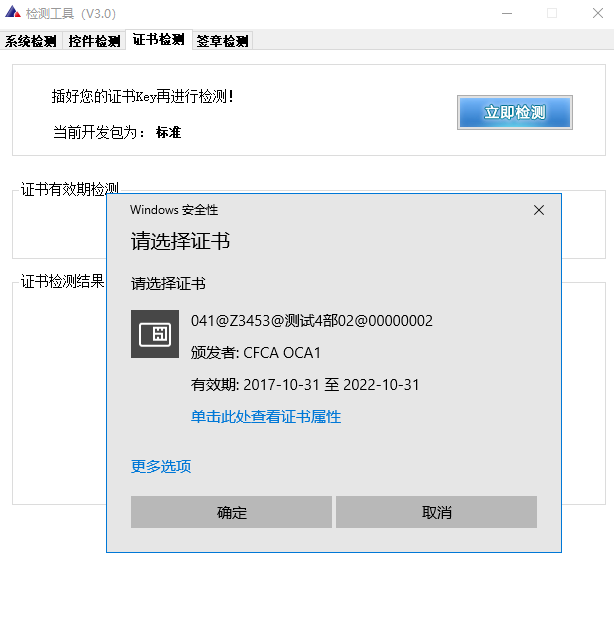 检测工具（V3.0）
系统检测 控件检测 证书检测 签章检测
插好您的证书Key再进行检测！
立即检测
当前开发包为： 标准
证书有效期检测
Windows 安全性
请选择证书
证书检测结果
请选择证书
041@Z3453@测试4部02@00000002
颁发者: CFCA OCA1
有效期: 2017-10-31 至 2022-10-31
单击此处查看证书属性
更多选项
确定 取消